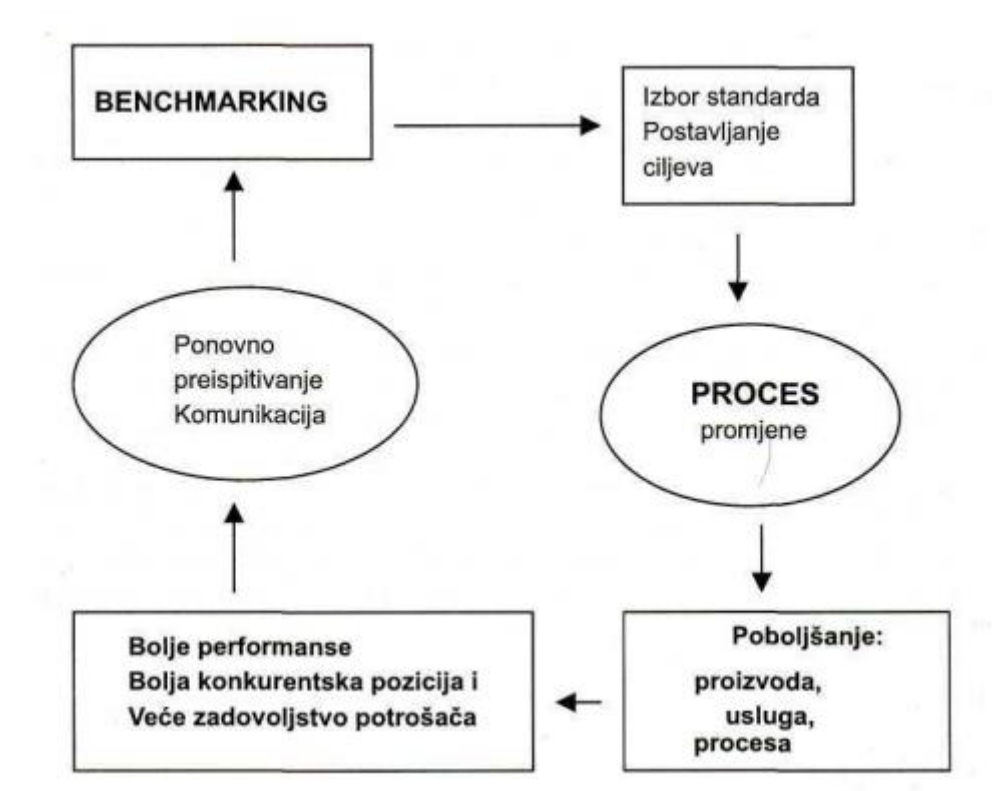 BENCHMARKING
Izbor standarda
Postavljanje
ciljeva
PROCES
promjene
Poboljšanje:
proizvoda,
usluga,
procesa
Bolje performanse
Bolja konkurentska pozicija i
Veće zadovoljstvo potrošača
Ponovno
preispitivanje
Komunikacija